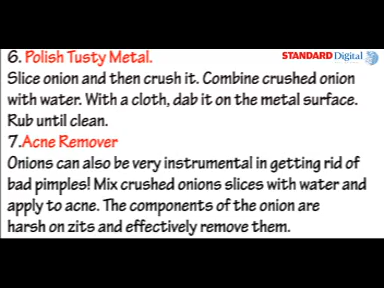 6. Polish Tusty Metal.
STANDARD Digital
Slice onion and then crush it. Combine crushed onion
with water. With a cloth, dab it on the metal surface.
Rub until clean.
7.Acne Remover
Onions can also be very instrumental in getting rid of
bad pimples! Mix crushed onions slices with water and
apply to acne. The components of the onion are
harsh on zits and effectively remove them.